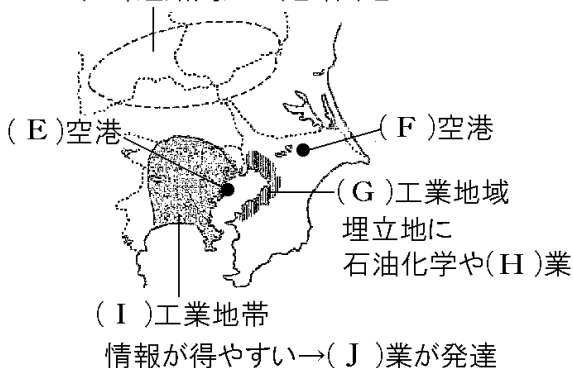 (E)空港
(F)空港
(G)工業地域
埋立地に
石油化学や(H)業
(I)工業地帯
情報が得やすい→(J)業が発達